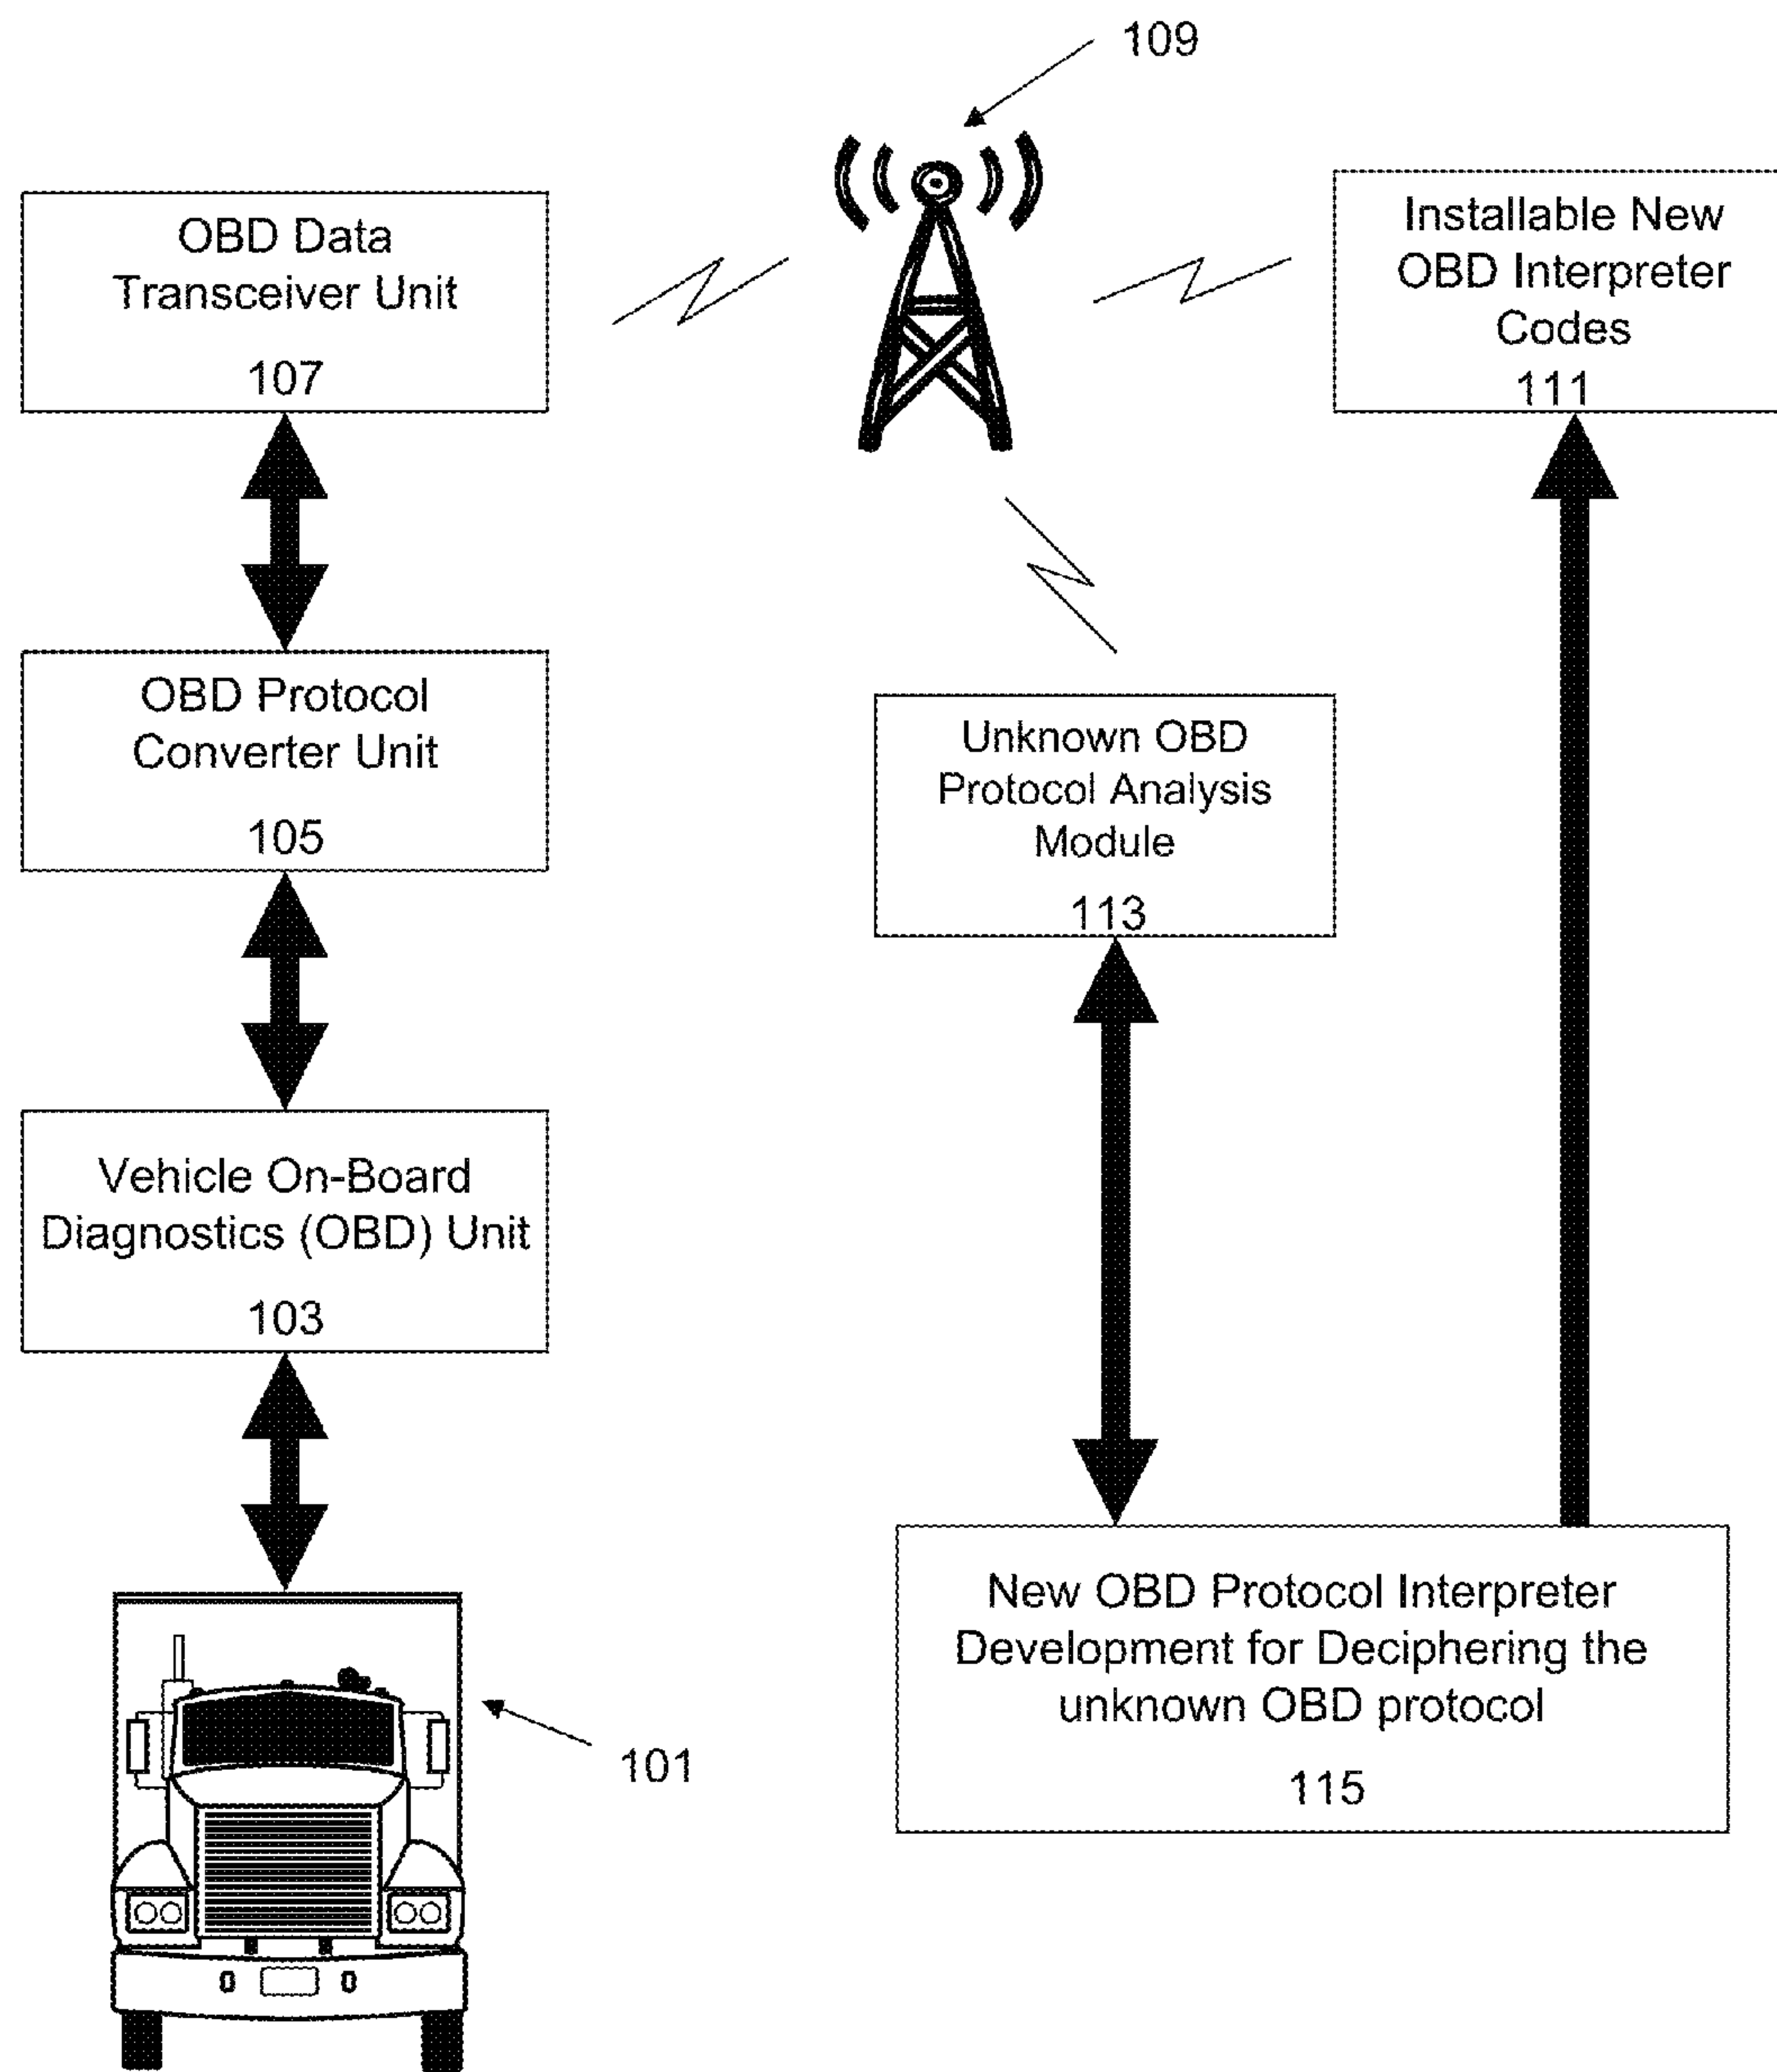 109
OBD Data
Transceiver Unit
107
Installable New
OBD Interpreter
Codes
111
OBD Protocol
Converter Unit
105
Unknown OBD
Protocol Analysis
Module
113
Vehicle On-Board
Diagnostics (OBD) Unit
103
New OBD Protocol Interpreter
Development for Deciphering the
unknown OBD protocol
115
101